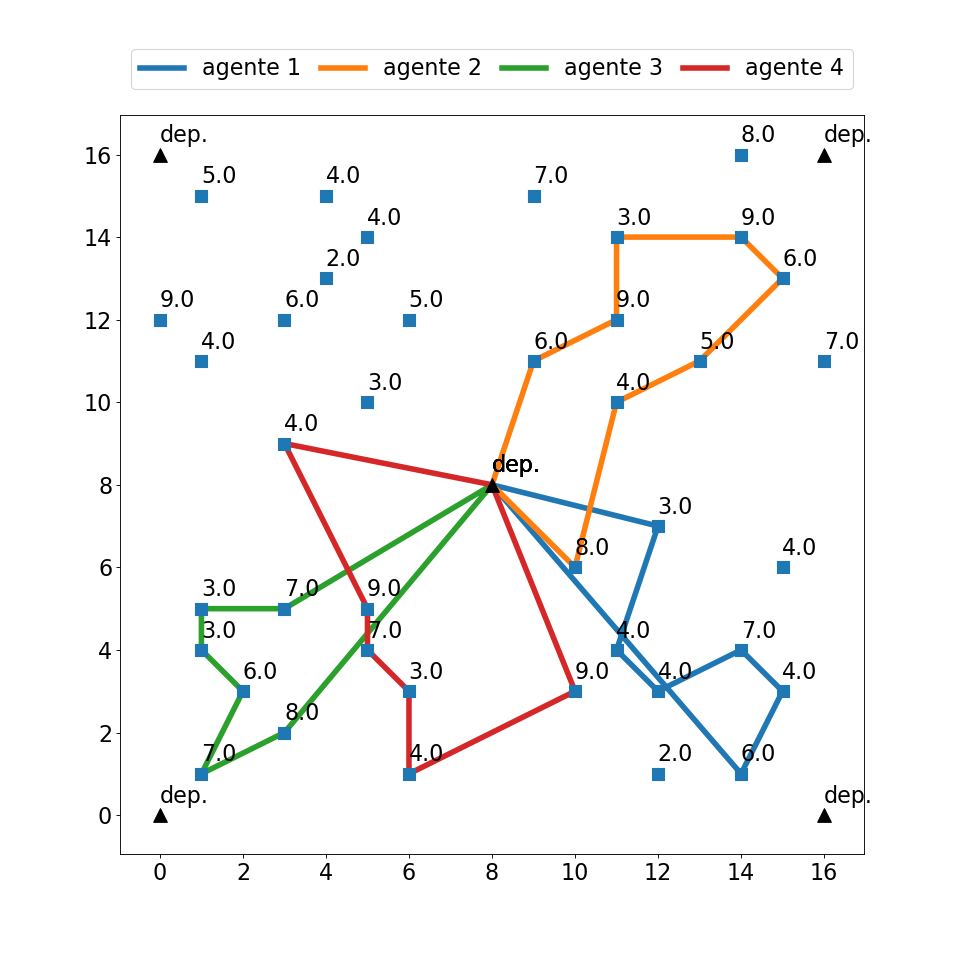 agente 1 agente 2 agente 3 agente 4
dep. 8.0 dep.
16
5.0 4.0 7.0
4.0 3.0 9.0
14
2.0 6.0
9.0 6.0 5.0 9.0
12
4.0 6.0 5.0 7.0
3.0 4.0
10
4.0
dep.
8
3.0
8.0 4.0
6
3.0 7.0 9.0
3.0 7.0 4.0 7.0
4
6.0 3.0 9.0 4.0 4.0
8.0
2
7.0 4.0 2.0 6.0
dep. dep.
0
0 2 4 6 8 10 12 14 16